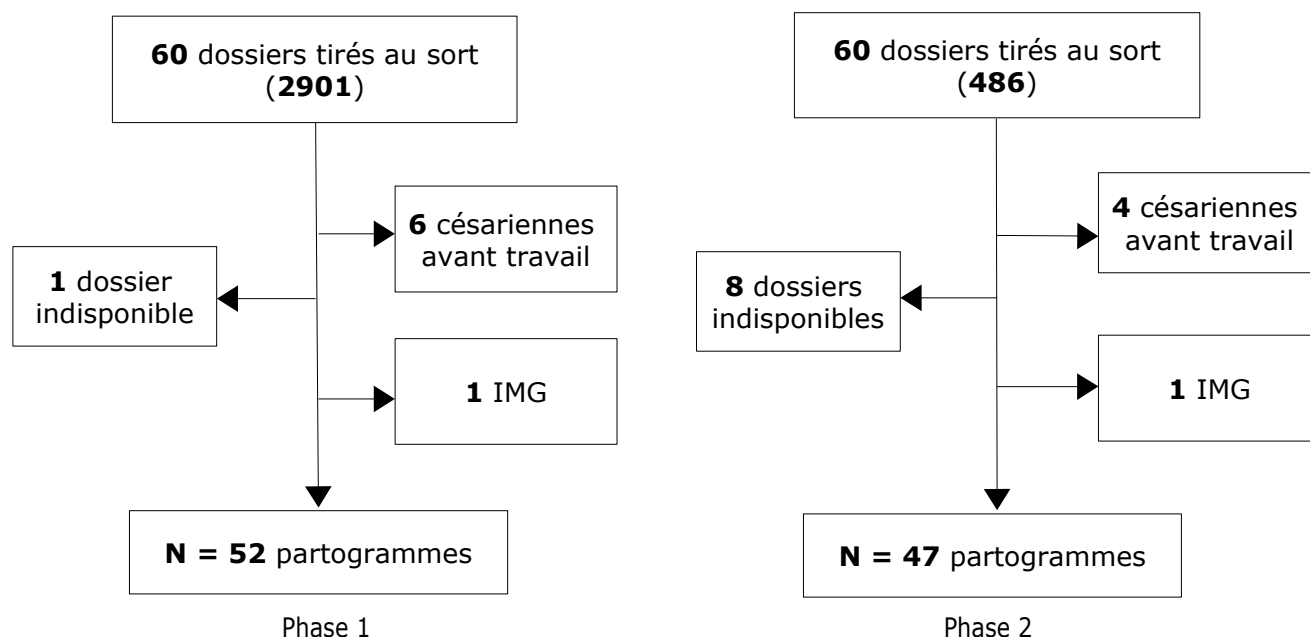 60 dossiers tirés au sort
(2901)
6 césariennes
avant travail
1 dossier
indisponible
1 IMG
N = 52 partogrammes
Phase 1
60 dossiers tirés au sort
(486)
4 césariennes
avant travail
8 dossiers
indisponibles
1 IMG
N = 47 partogrammes
Phase 2